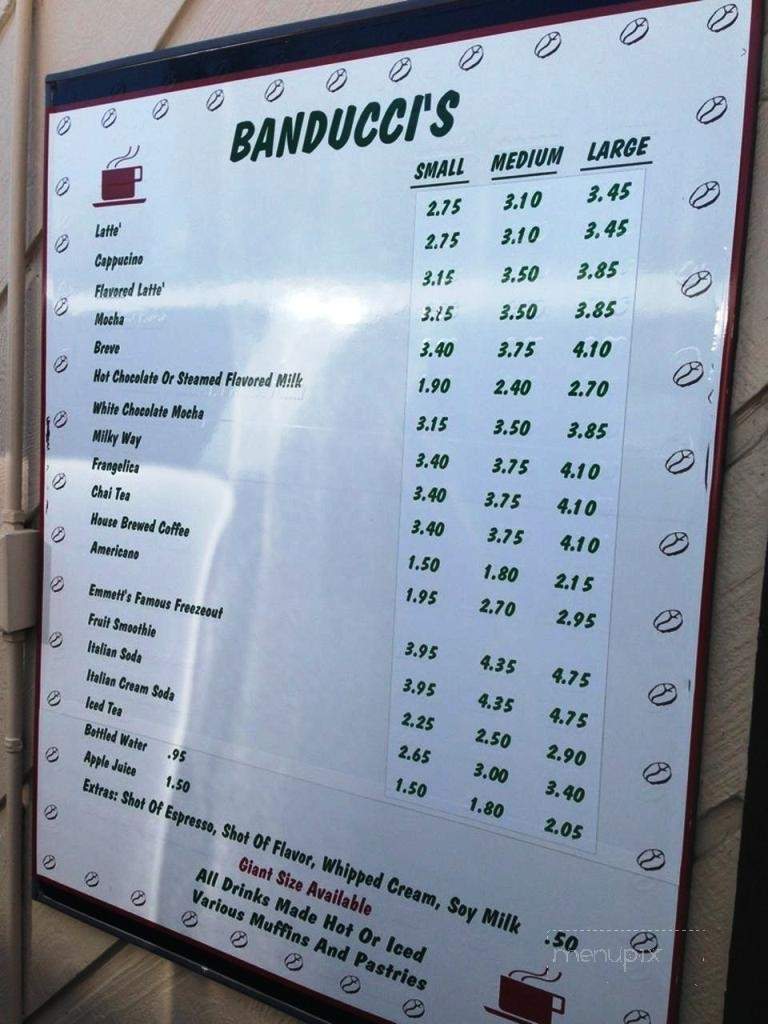 BANDUCCI'S
SMALL MEDIUM LARGE
Latte' 2.75 3.10 3.45
Cappucino 2.75 3.10 3.45
Flavored Latte' 3.15 3.50 3.85
Mocha 3.15 3.50 3.85
Breve 3.40 3.75 4.10
Hot Chocolate Or Steamed Flavored Milk 1.90 2.40 2.70
White Chocolate Mocha 3.15 3.50 3.85
Milky Way 3.40 3.75 4.10
Frangelica 3.40 3.75 4.10
Chai Tea 3.40 3.75 4.10
House Brewed Coffee 1.50 1.80 2.15
Americano 1.95 2.70 2.95
Emmett's Famous Freezeout 3.95 4.35 4.75
Fruit Smoothie 3.95 4.35 4.75
Italian Soda 2.25 2.50 2.90
Italian Cream Soda 2.65 3.00 3.40
Iced Tea 1.50 1.80 2.05
Bottled Water .95
Apple Juice 1.50
Extras: Shot Of Espresso, Shot Of Flavor, Whipped Cream, Soy Milk .50
Giant Size Available
All Drinks Made Hot Or Iced
Various Muffins And Pastries
menupix